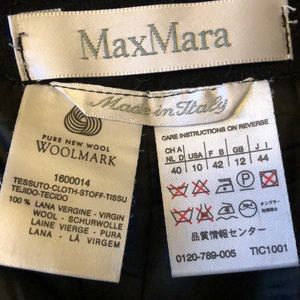 MaxMara
Made in Italy
PURE NEW WOOL
WOOLMARK
1600014
TESSUTO-CLOTH-STOFF-TISSU
TEJIDO-TECIDO
100% LANA VERGINE - VIRGIN
WOOL - SCHURWOLLE
LAINE VIERGE - PURA
LANA - LÃ VIRGEM
CARE INSTRUCTIONS ON REVERSE
CH A USA F GB J
NL D I
40 10 42 12 44
品質情報センター
0120-789-005 TIC1001